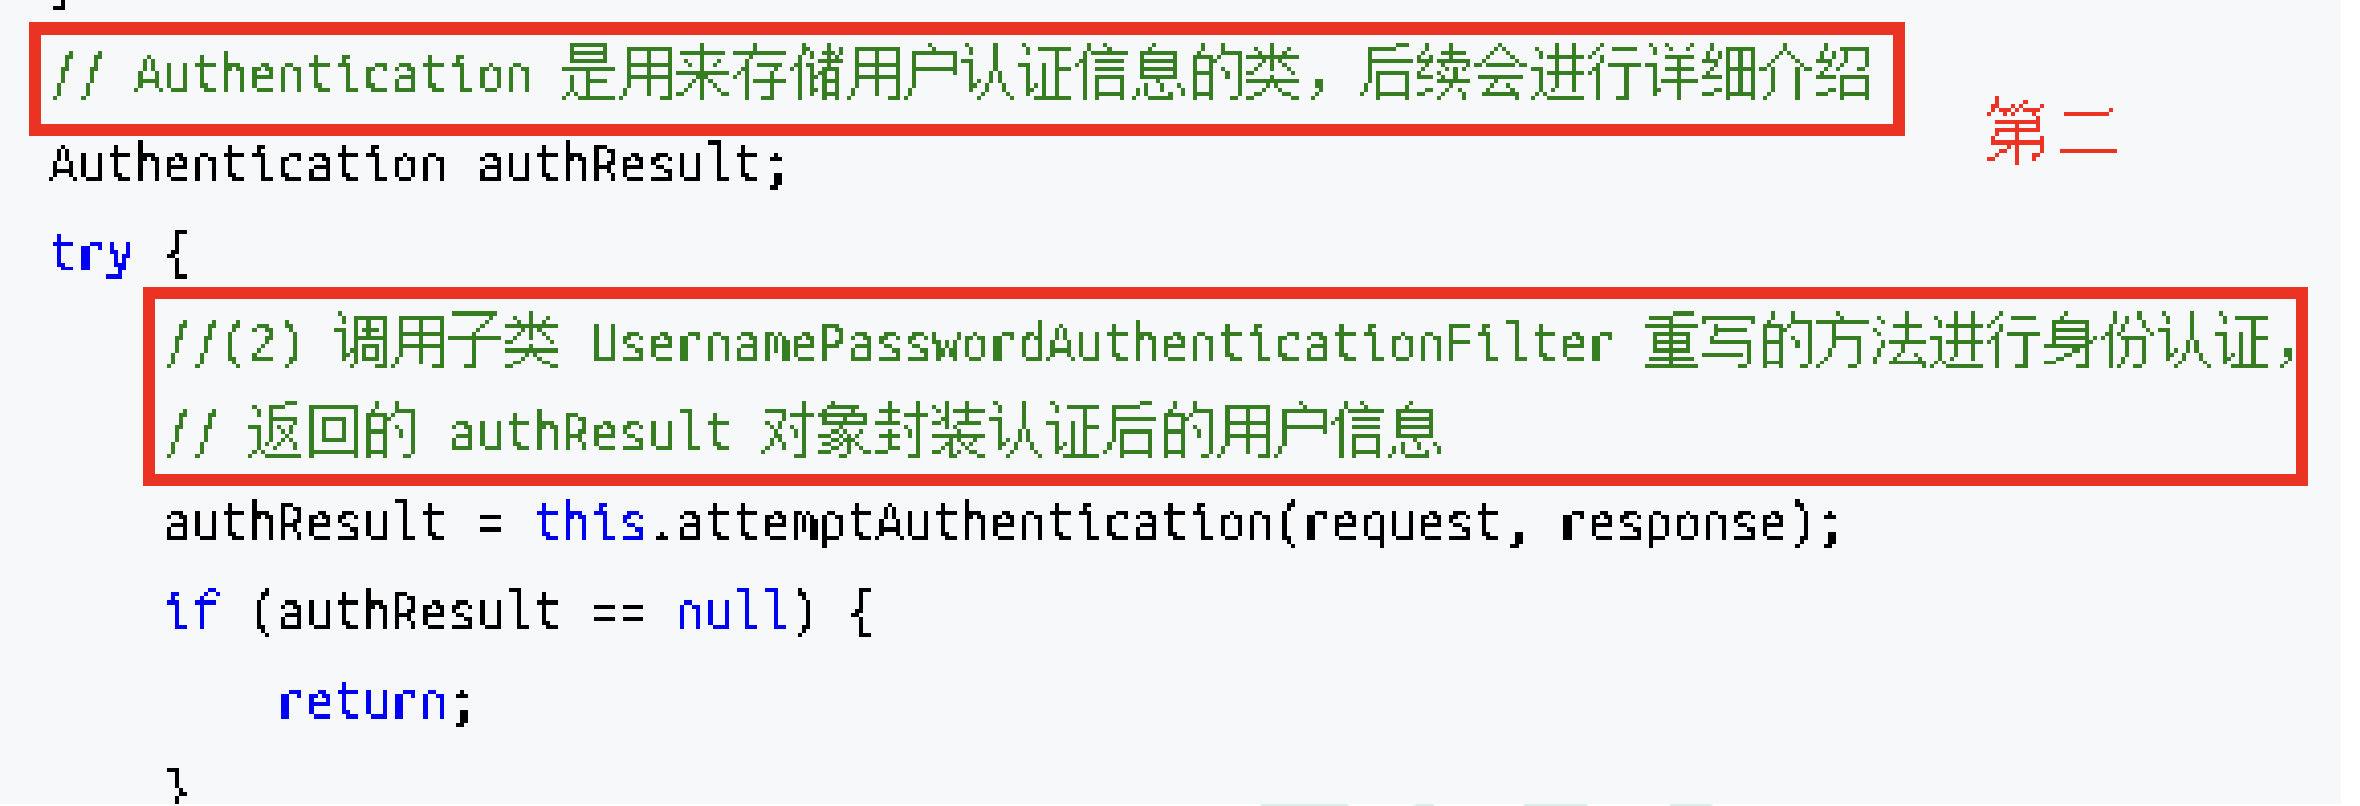 }
// Authentication 是用来存储用户认证信息的类，后续会进行详细介绍
第二
Authentication authResult;
try {
//(2) 调用子类 UsernamePasswordAuthenticationFilter 重写的方法进行身份认证，
// 返回的 authResult 对象封装认证后的用户信息
authResult = this.attemptAuthentication(request, response);
if (authResult == null) {
return;
}